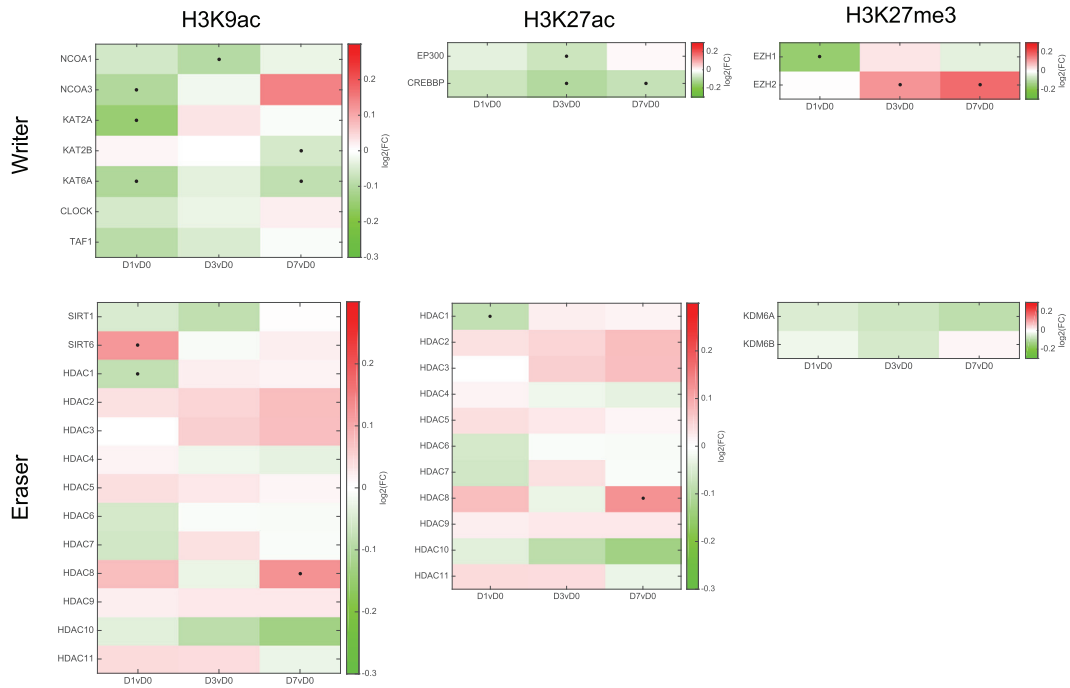 H3K9ac
H3K27ac
H3K27me3
Writer
NCOA1
NCOA3
KAT2A
KAT2B
KAT6A
CLOCK
TAF1
D1vD0 D3vD0 D7vD0
0.2
0.1
0
-0.1
-0.2
-0.3
log2(FC)
EP300
CREBBP
D1vD0 D3vD0 D7vD0
0.2
0
-0.2
log2(FC)
EZH1
EZH2
D1vD0 D3vD0 D7vD0
0.2
0
-0.2
log2(FC)
Eraser
SIRT1
SIRT6
HDAC1
HDAC2
HDAC3
HDAC4
HDAC5
HDAC6
HDAC7
HDAC8
HDAC9
HDAC10
HDAC11
D1vD0 D3vD0 D7vD0
0.2
0.1
0
-0.1
-0.2
-0.3
log2(FC)
HDAC1
HDAC2
HDAC3
HDAC4
HDAC5
HDAC6
HDAC7
HDAC8
HDAC9
HDAC10
HDAC11
D1vD0 D3vD0 D7vD0
0.2
0.1
0
-0.1
-0.2
-0.3
log2(FC)
KDM6A
KDM6B
D1vD0 D3vD0 D7vD0
0.2
0
-0.2
log2(FC)